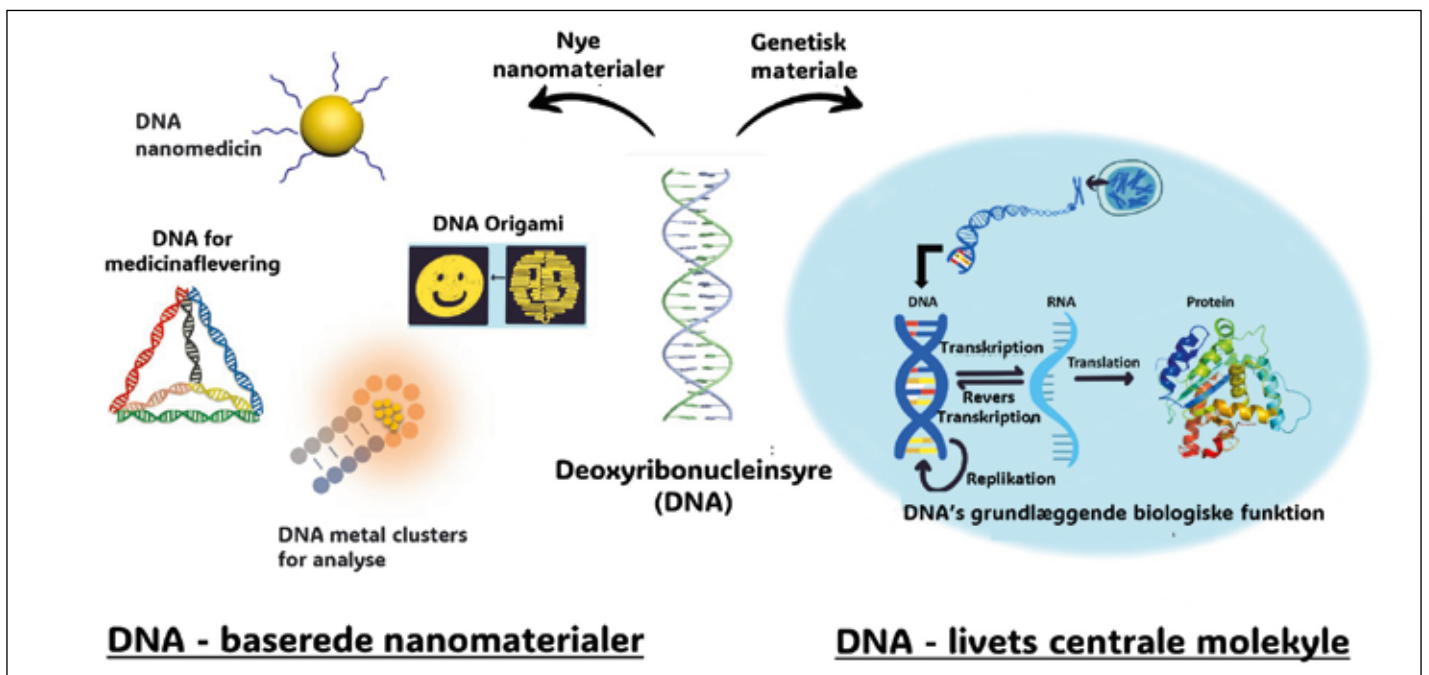 Nye
nanomaterialer
Genetisk
materiale
DNA
nanomedicin
DNA for
medicinaflevering
DNA Origami
DNA metal clusters
for analyse
Deoxyribonucleinsyre
(DNA)
DNA
RNA
Protein
Transkription
Translation
Revers
Transkription
Replikation
DNA's grundlæggende biologiske funktion
DNA - baserede nanomaterialer
DNA - livets centrale molekyle